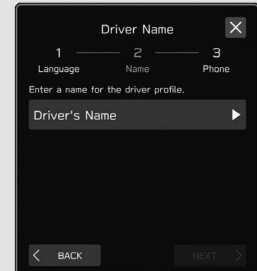 Driver Name
1 2 3
Language Name Phone
Enter a name for the driver profile.
Driver's Name
BACK NEXT